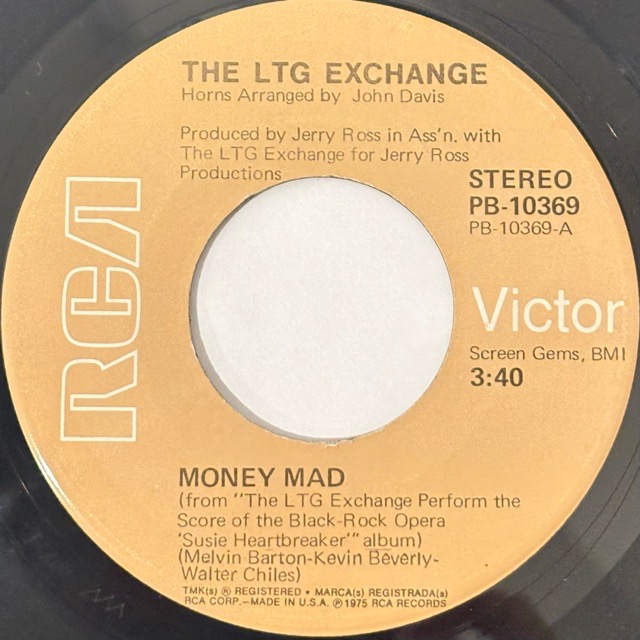 THE LTG EXCHANGE
Horns Arranged by John Davis
Produced by Jerry Ross in Ass'n. with
The LTG Exchange for Jerry Ross
Productions
STEREO
PB-10369
PB-10369-A
RCA
Victor
Screen Gems, BMI
3:40
MONEY MAD
(from "The LTG Exchange Perform the
Score of the Black-Rock Opera
'Susie Heartbreaker'" album)
(Melvin Barton-Kevin Beverly-
Walter Chiles)
TMK(s) ® REGISTERED • MARCA(s) REGISTRADA(s)
RCA CORP.—MADE IN U.S.A. ℗ 1975 RCA RECORDS